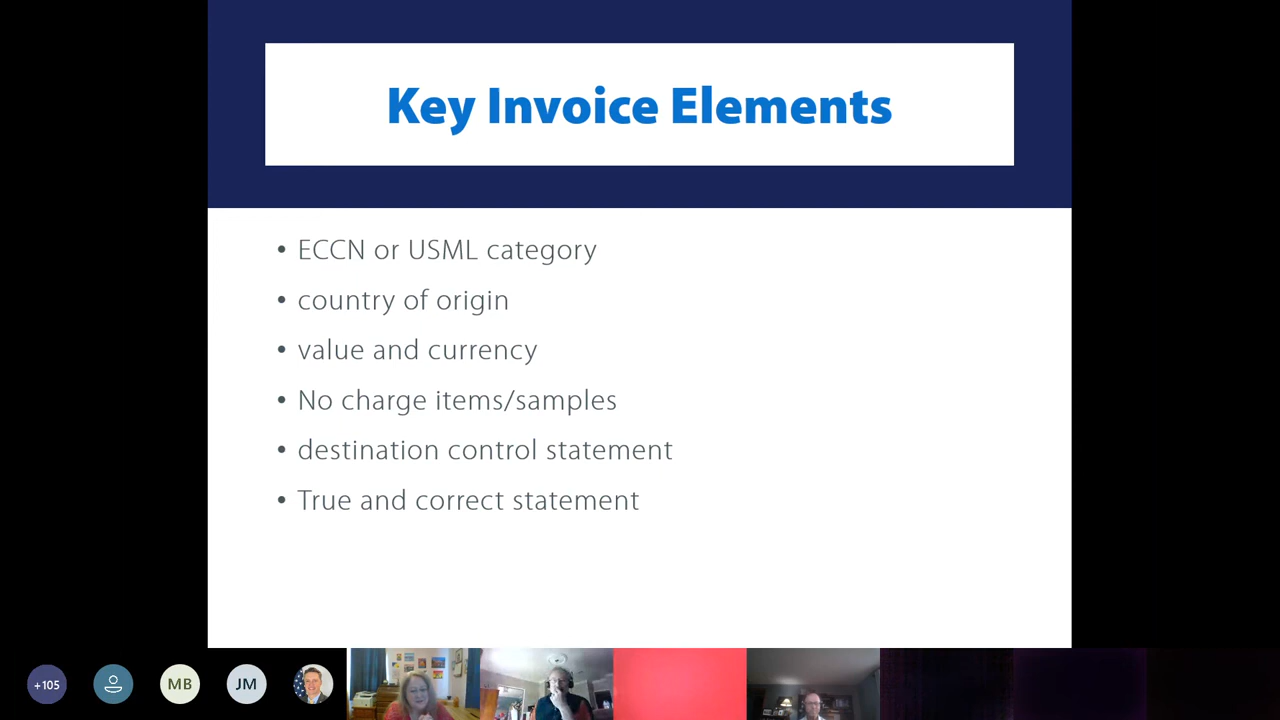 Key Invoice Elements
• ECCN or USML category
• country of origin
• value and currency
• No charge items/samples
• destination control statement
• True and correct statement
+105
MB
JM